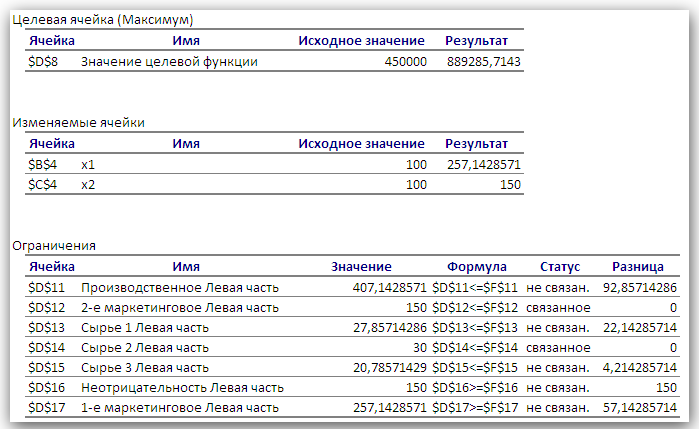 Целевая ячейка (Максимум)
Ячейка Имя Исходное значение Результат
$D$8 Значение целевой функции 450000 889285,7143
Изменяемые ячейки
Ячейка Имя Исходное значение Результат
$B$4 x1 100 257,1428571
$C$4 x2 100 150
Ограничения
Ячейка Имя Значение Формула Статус Разница
$D$11 Производственное Левая часть 407,1428571 $D$11<=$F$11 не связан. 92,85714286
$D$12 2-е маркетинговое Левая часть 150 $D$12<=$F$12 связанное 0
$D$13 Сырье 1 Левая часть 27,85714286 $D$13<=$F$13 не связан. 22,14285714
$D$14 Сырье 2 Левая часть 30 $D$14<=$F$14 связанное 0
$D$15 Сырье 3 Левая часть 20,78571429 $D$15<=$F$15 не связан. 4,214285714
$D$16 Неотрицательность Левая часть 150 $D$16>=$F$16 не связан. 150
$D$17 1-е маркетинговое Левая часть 257,1428571 $D$17>=$F$17 не связан. 57,14285714